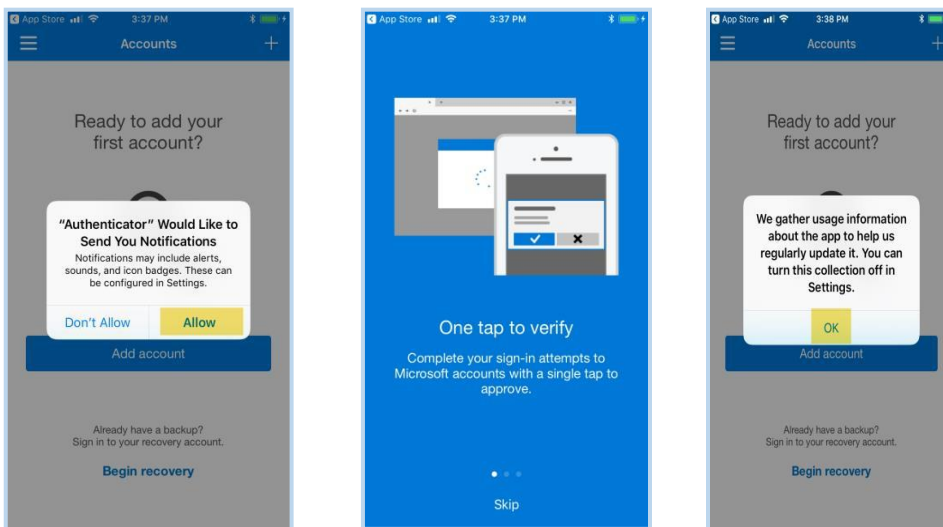 App Store 3:37 PM
Accounts
Ready to add your
first account?
“Authenticator” Would Like to
Send You Notifications
Notifications may include alerts,
sounds, and icon badges. These can
be configured in Settings.
Don't Allow Allow
Add account
Already have a backup?
Sign in to your recovery account.
Begin recovery
App Store 3:37 PM
One tap to verify
Complete your sign-in attempts to
Microsoft accounts with a single tap to
approve.
Skip
App Store 3:38 PM
Accounts
Ready to add your
first account?
We gather usage information
about the app to help us
regularly update it. You can
turn this collection off in
Settings.
OK
Add account
Already have a backup?
Sign in to your recovery account.
Begin recovery